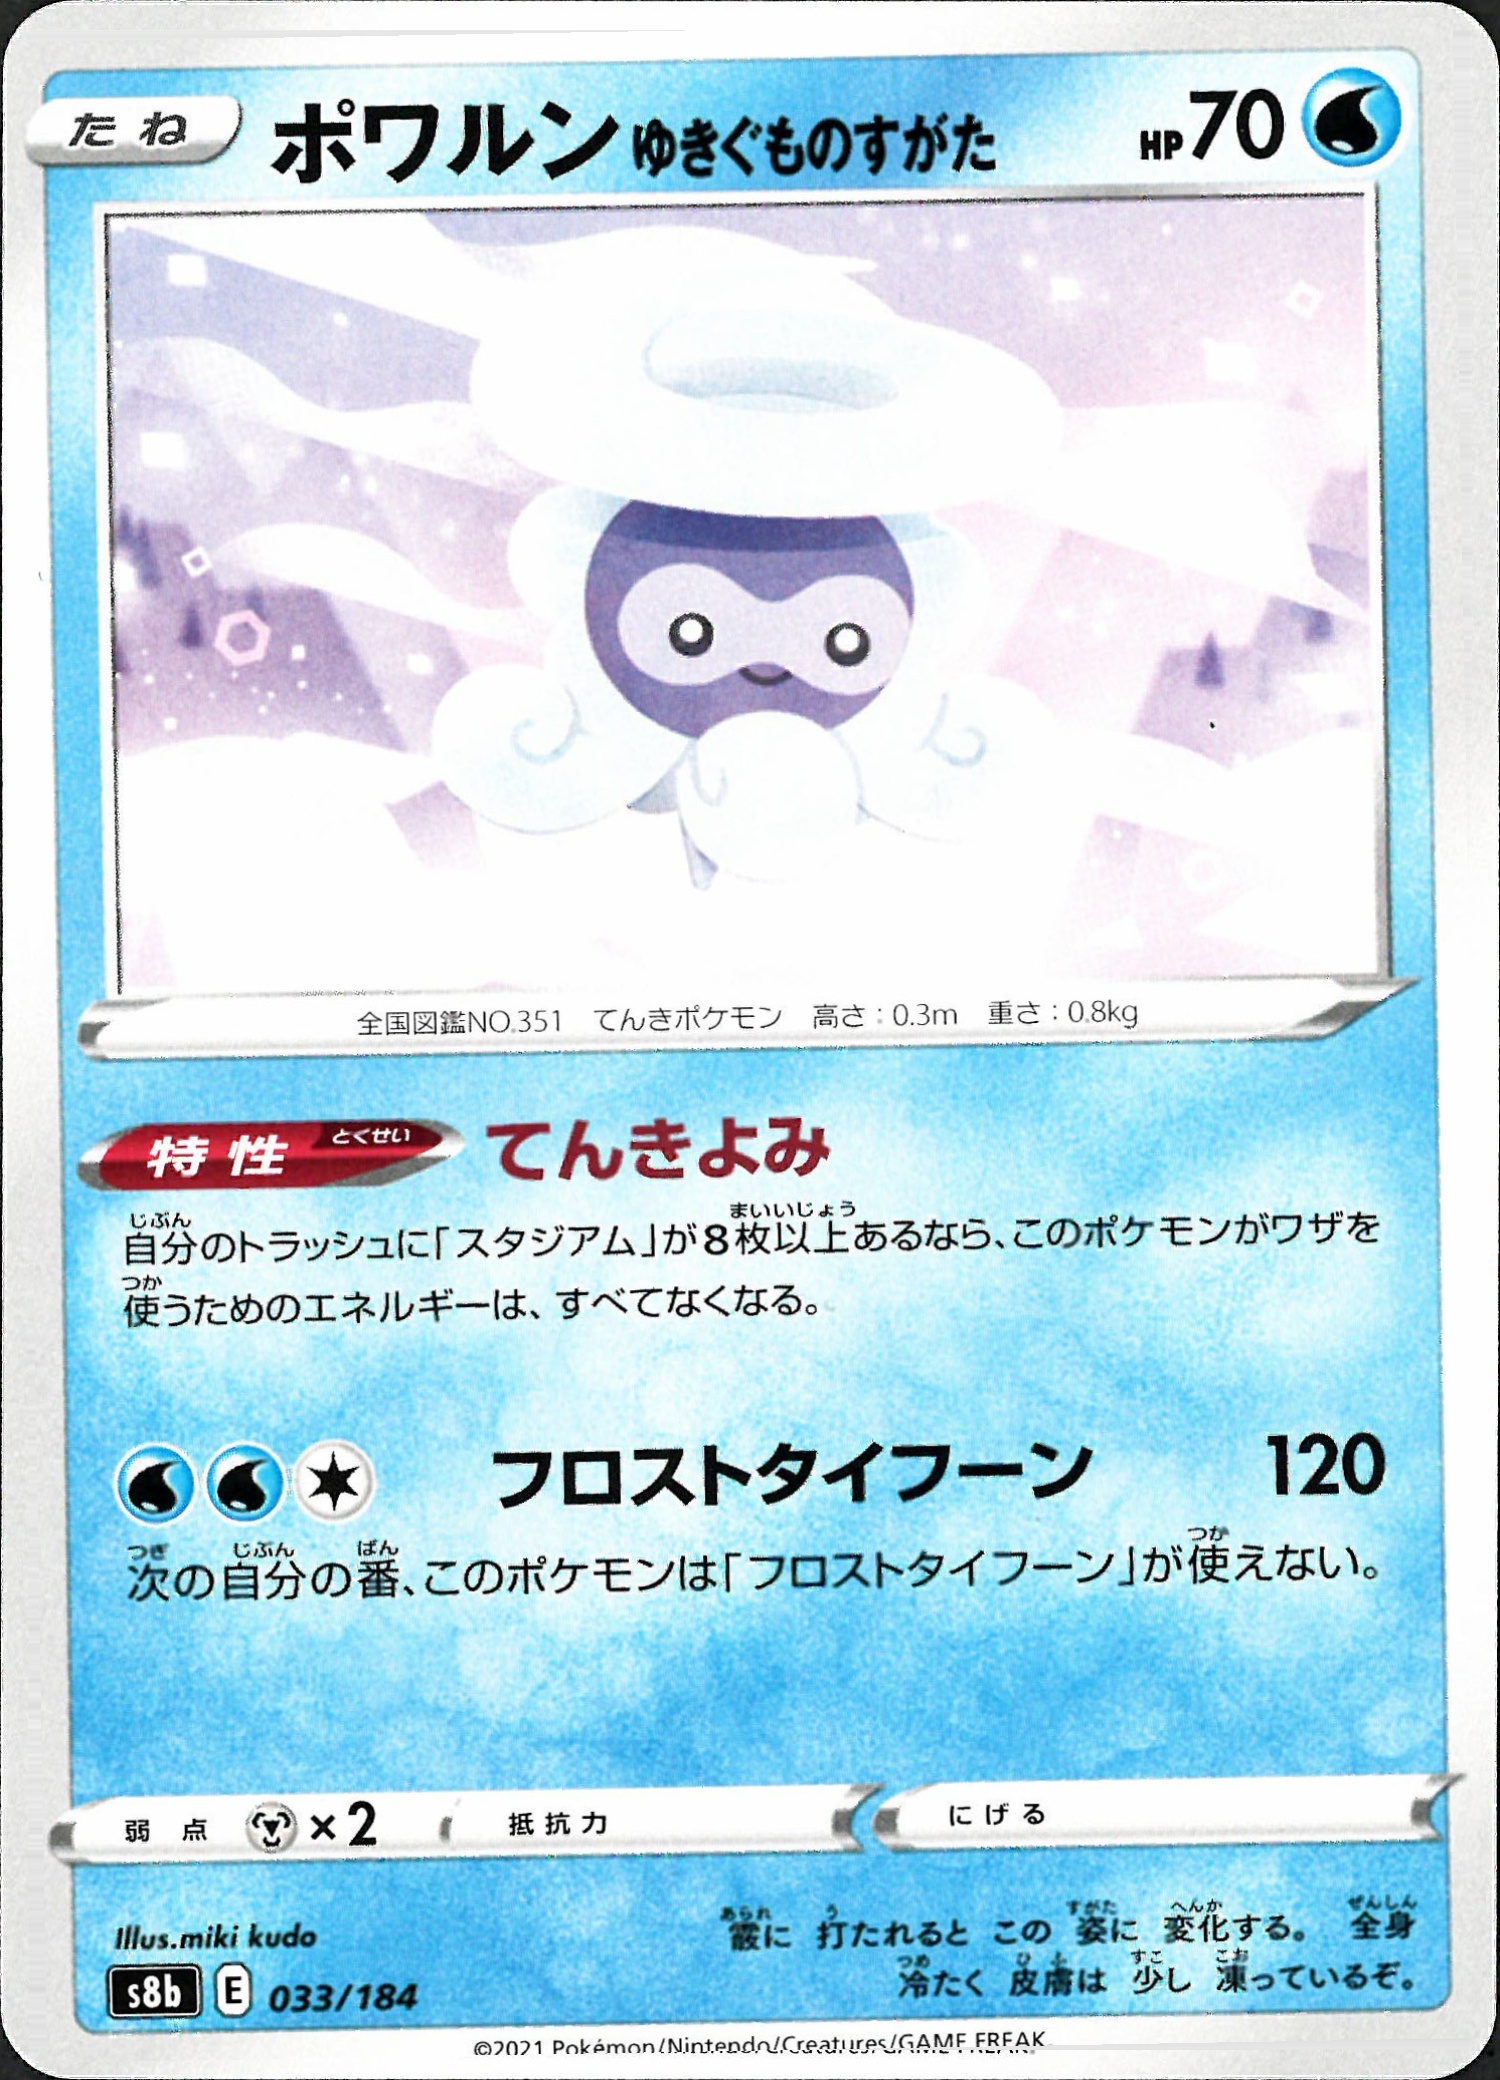 たね ポワルン ゆきぐものすがた HP70
全国図鑑NO.351 てんきポケモン 高さ：0.3m 重さ：0.8kg
特性 とくせい てんきよみ
じぶん まいいじょう
自分のトラッシュに「スタジアム」が8枚以上あるなら、このポケモンがワザを
つか
使うためのエネルギーは、すべてなくなる。
フロストタイフーン 120
つぎ じぶん ばん つか
次の自分の番、このポケモンは「フロストタイフーン」が使えない。
弱点 ×2 抵抗力 にげる
Illus.miki kudo
s8b E 033/184
あられ う すがた へんか ぜんしん
霰に 打たれると この 姿に 変化する。 全身
つめ ひふ すこ こお
冷たく 皮膚は 少し 凍っているぞ。
©2021 Pokémon/Nintendo/Creatures/GAME FREAK.